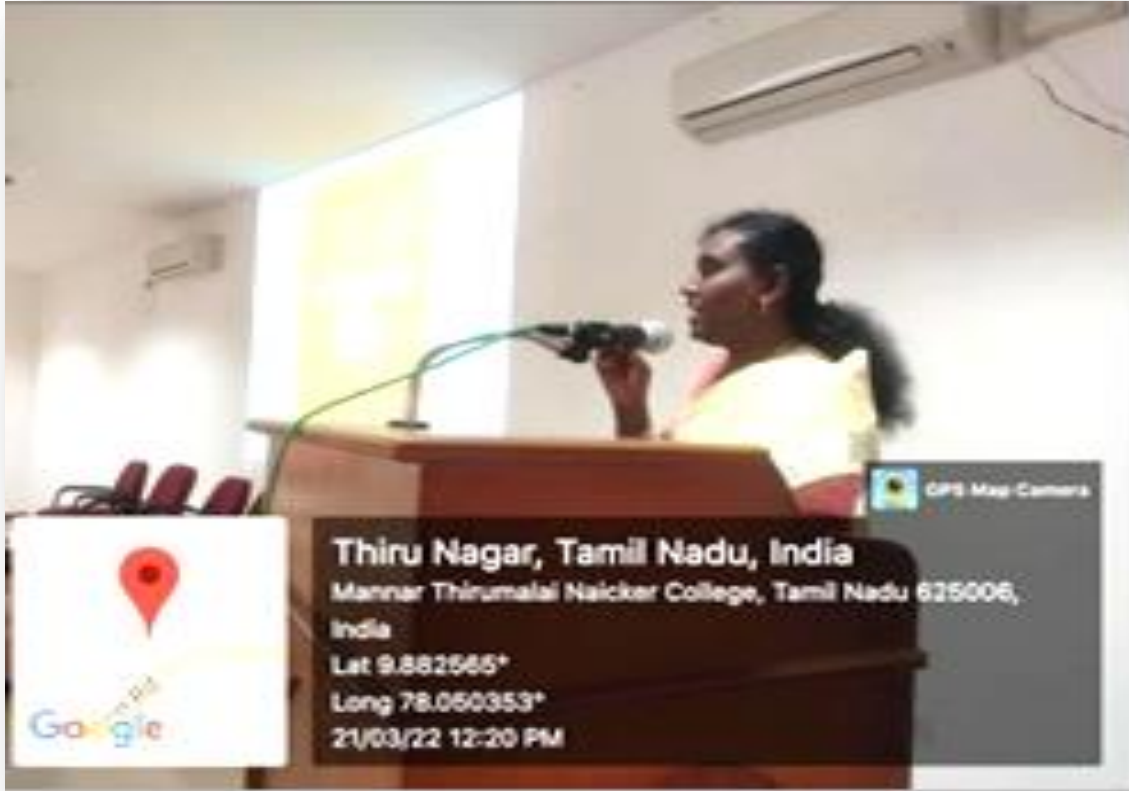 GPS Map Camera
Thiru Nagar, Tamil Nadu, India
Mannar Thirumalai Naicker College, Tamil Nadu 625006,
India
Lat 9.882565°
Long 78.050353°
21/03/22 12:20 PM
Google